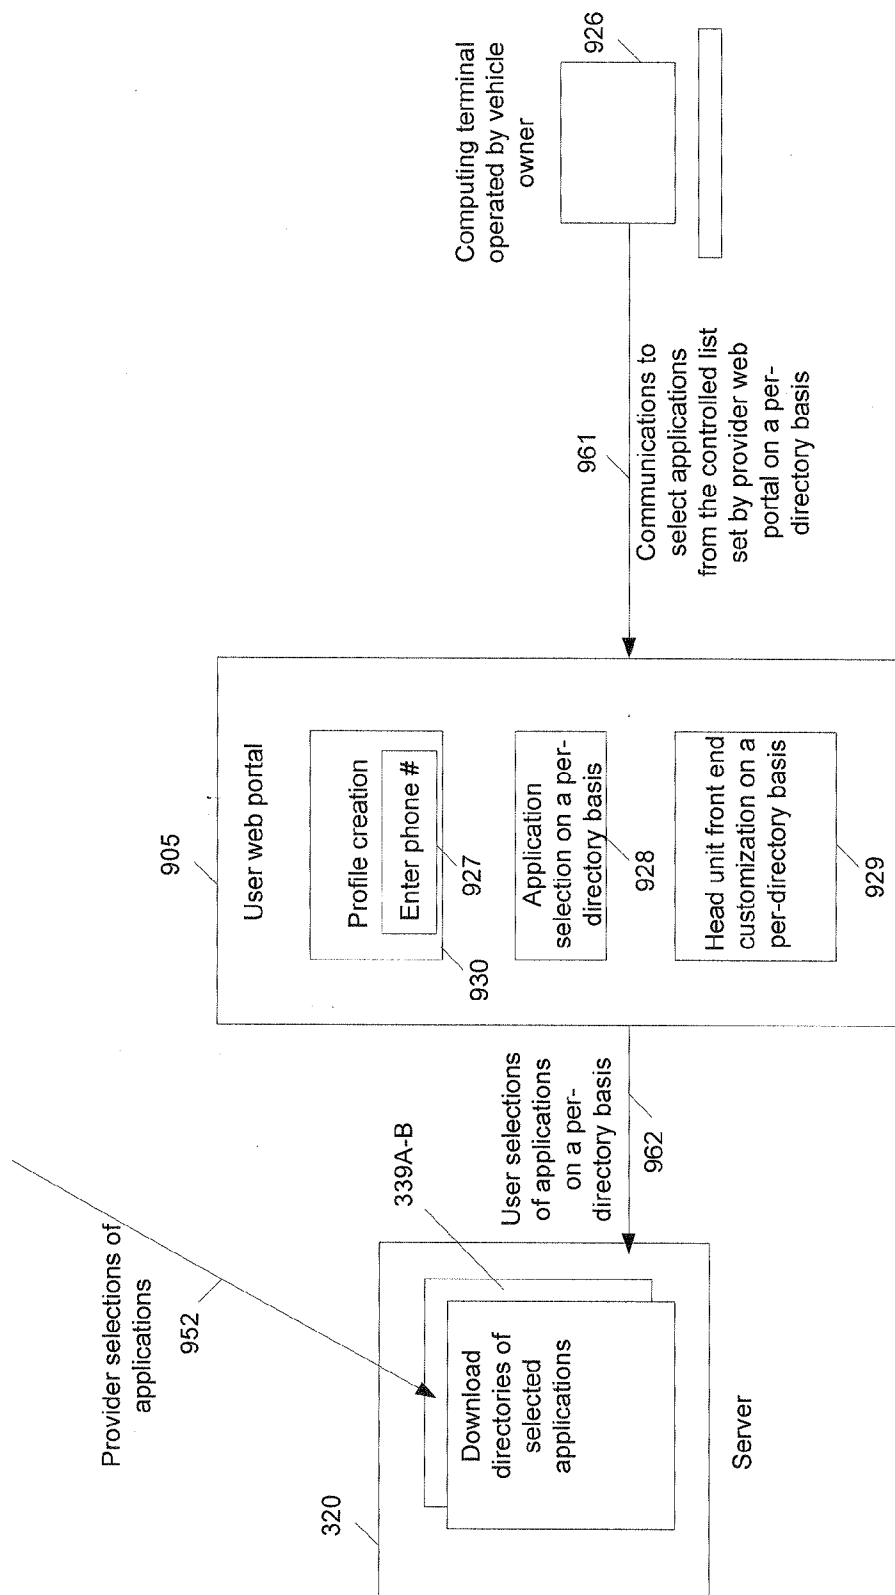 Provider selections of
applications
952
320
Download
directories of
selected
applications
Server
339A-B
User selections
of applications
on a per-
directory basis
962
905
User web portal
Profile creation
Enter phone #
927
930
Application
selection on a per-
directory basis
928
Head unit front end
customization on a
per-directory basis
929
961
Communications to
select applications
from the controlled list
set by provider web
portal on a per-
directory basis
Computing terminal
operated by vehicle
owner
926